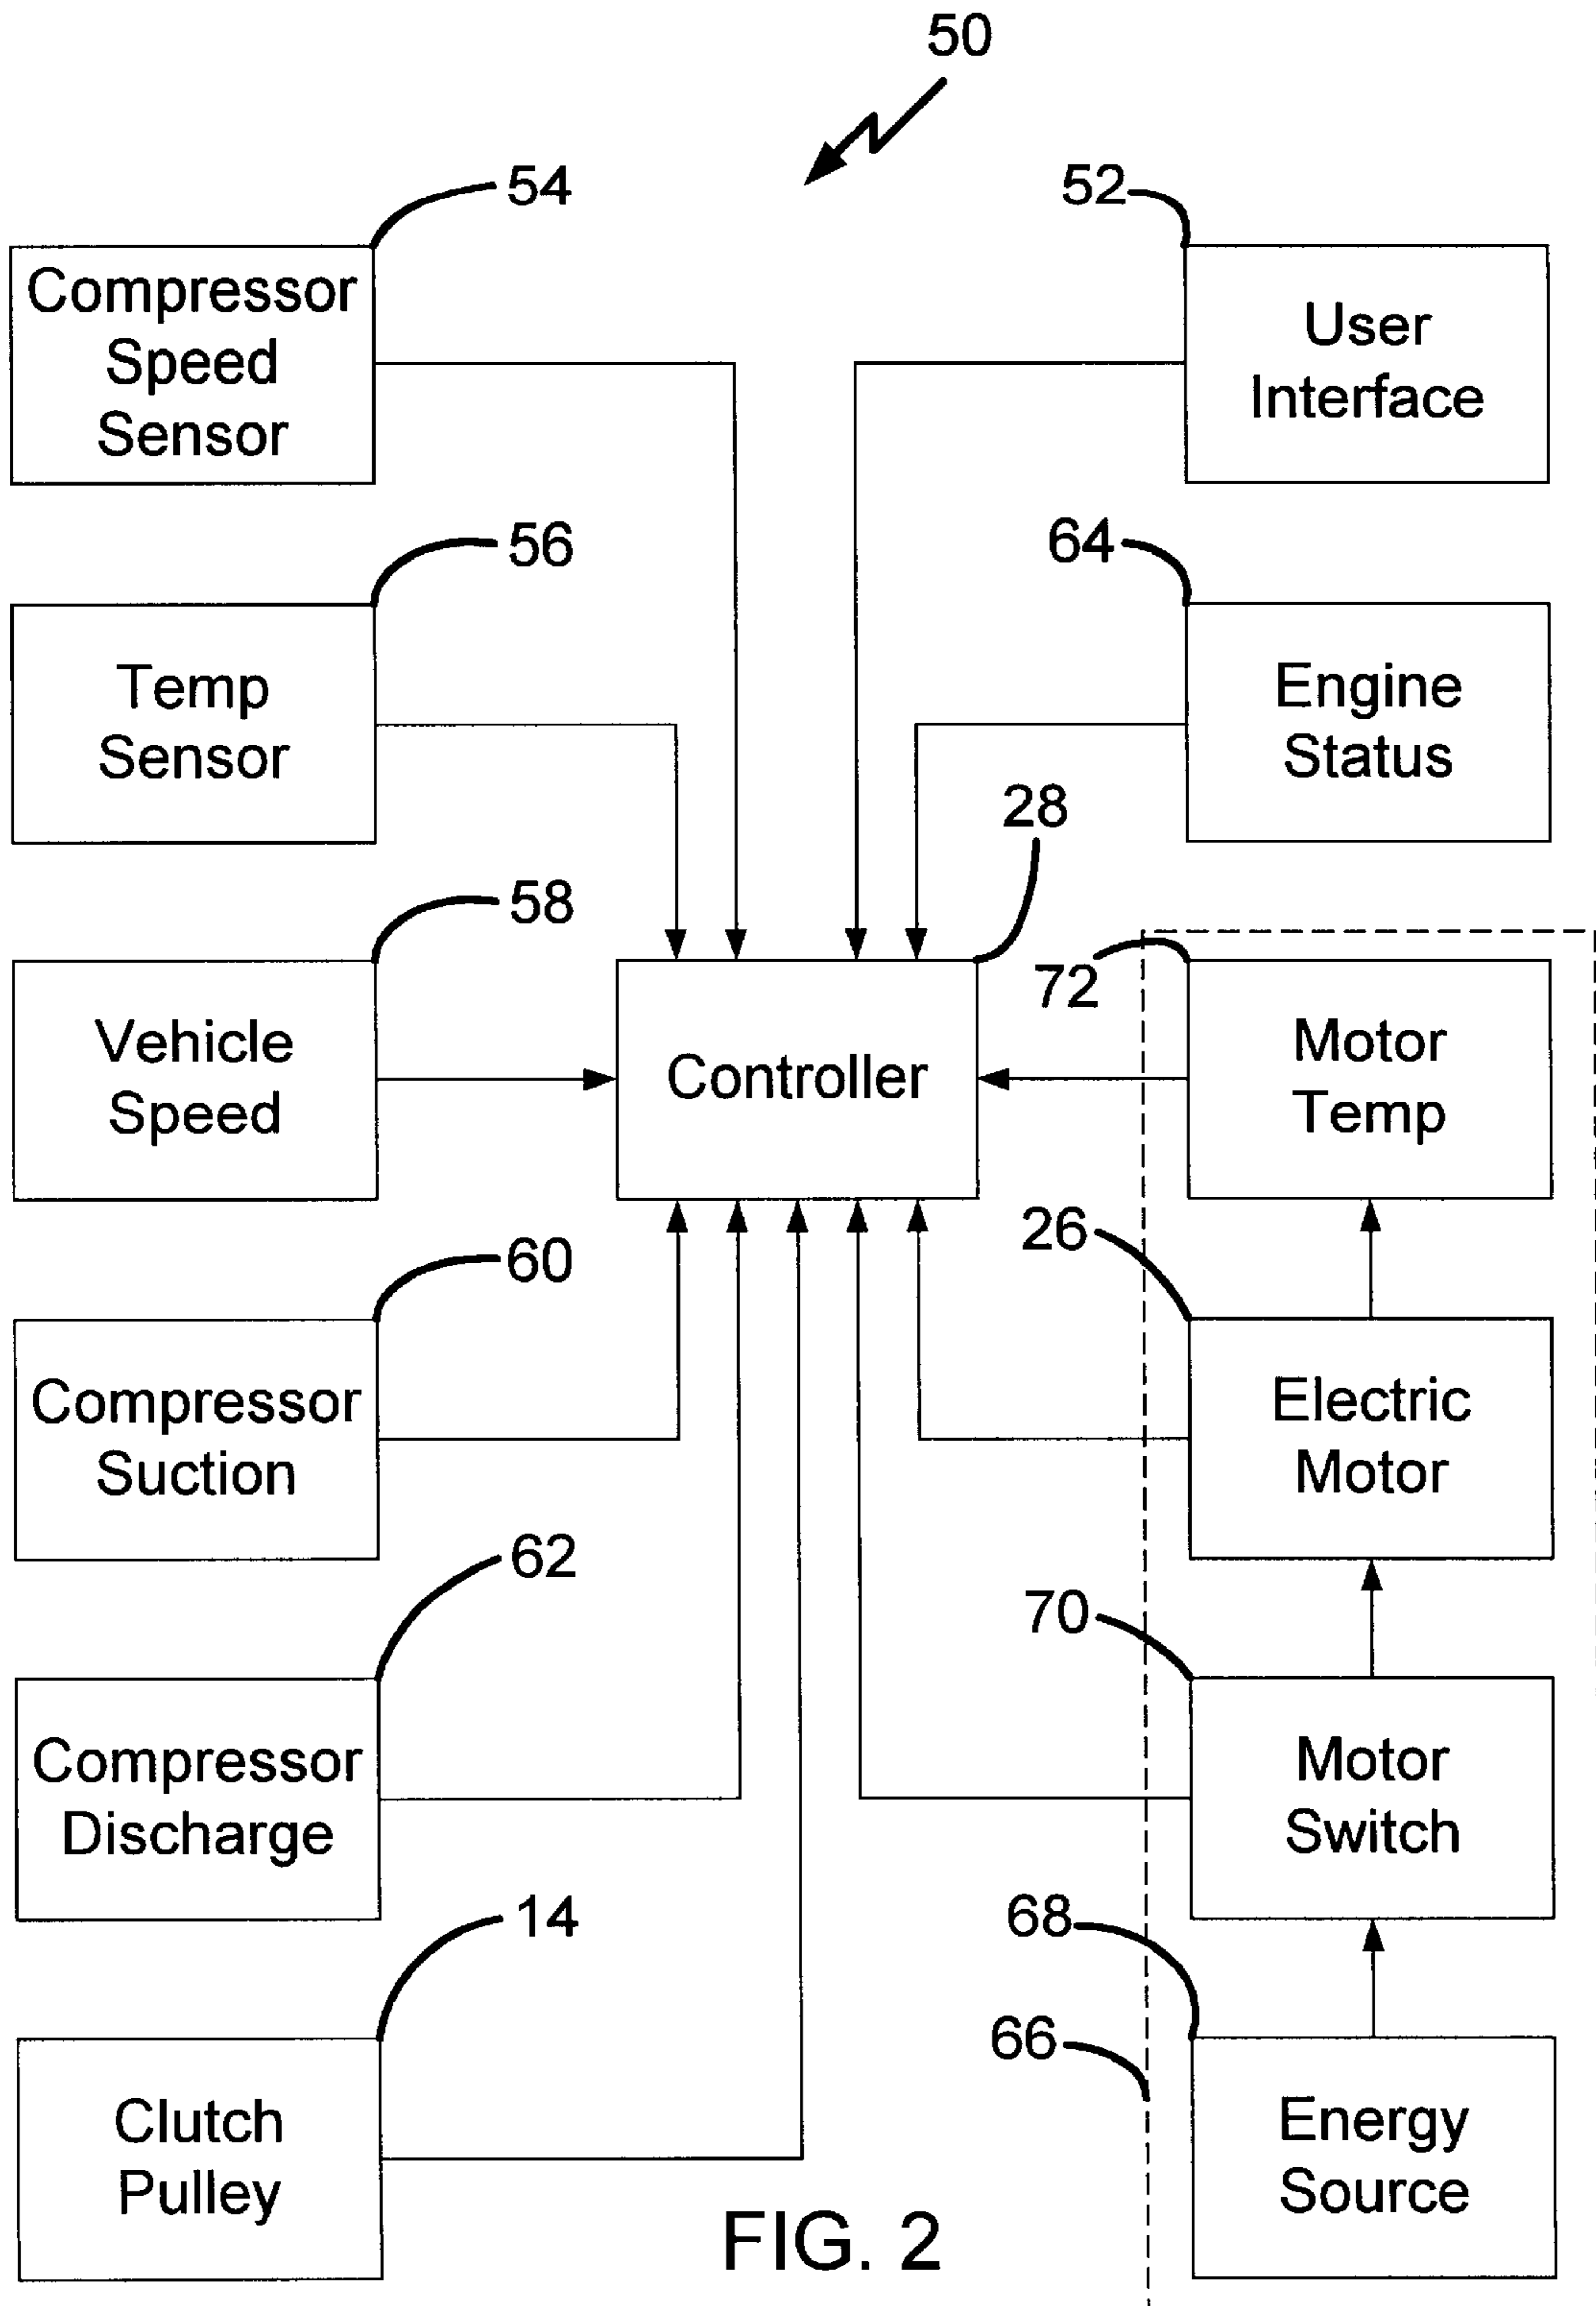 50
54
52
Compressor
Speed
Sensor
User
Interface
56
64
Temp
Sensor
Engine
Status
28
58
72
Vehicle
Speed
Controller
Motor
Temp
60
26
Compressor
Suction
Electric
Motor
62
70
Compressor
Discharge
Motor
Switch
14
68
66
Clutch
Pulley
Energy
Source
FIG. 2